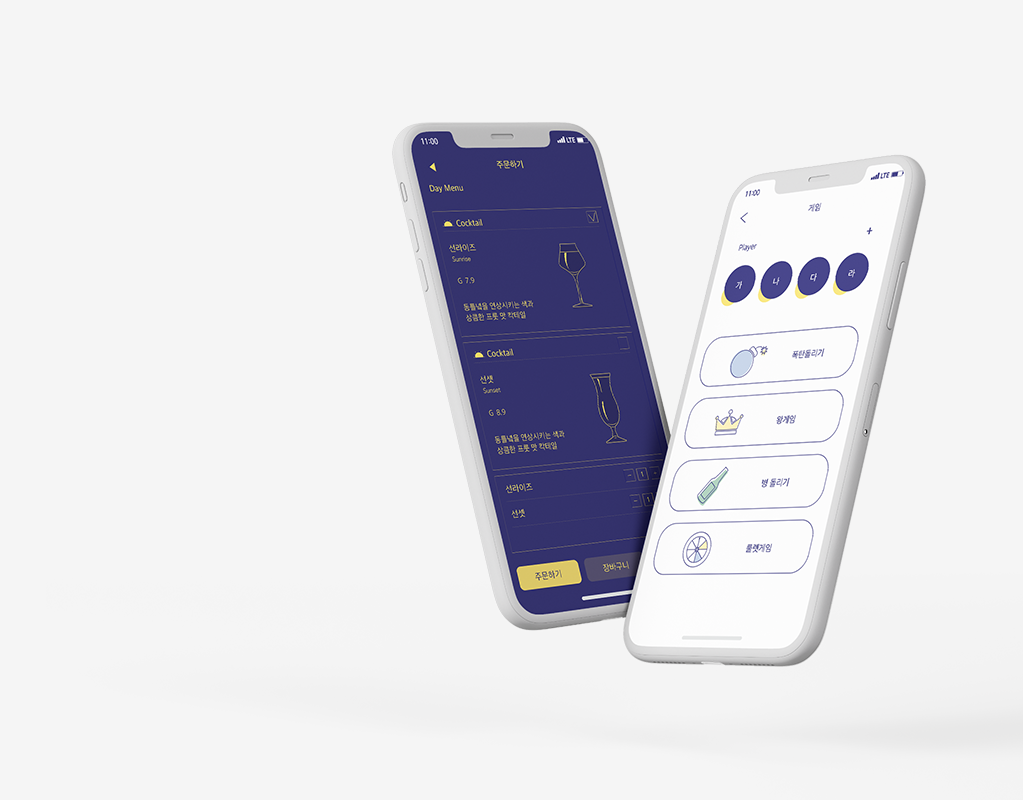 11:00
LTE
주문하기
Day Menu
Cocktail
선라이즈
Sunrise
G 7.9
동틀녘을 연상시키는 색과
상큼한 프룻 맛 칵테일
Cocktail
선셋
Sunset
G 8.9
동틀녘을 연상시키는 색과
상큼한 프룻 맛 칵테일
선라이즈
- 1 -
선셋
- 1
주문하기
장바구니
11:00
LTE
게임
+
Player
가
나
다
라
폭탄돌리기
왕게임
병 돌리기
룰렛게임